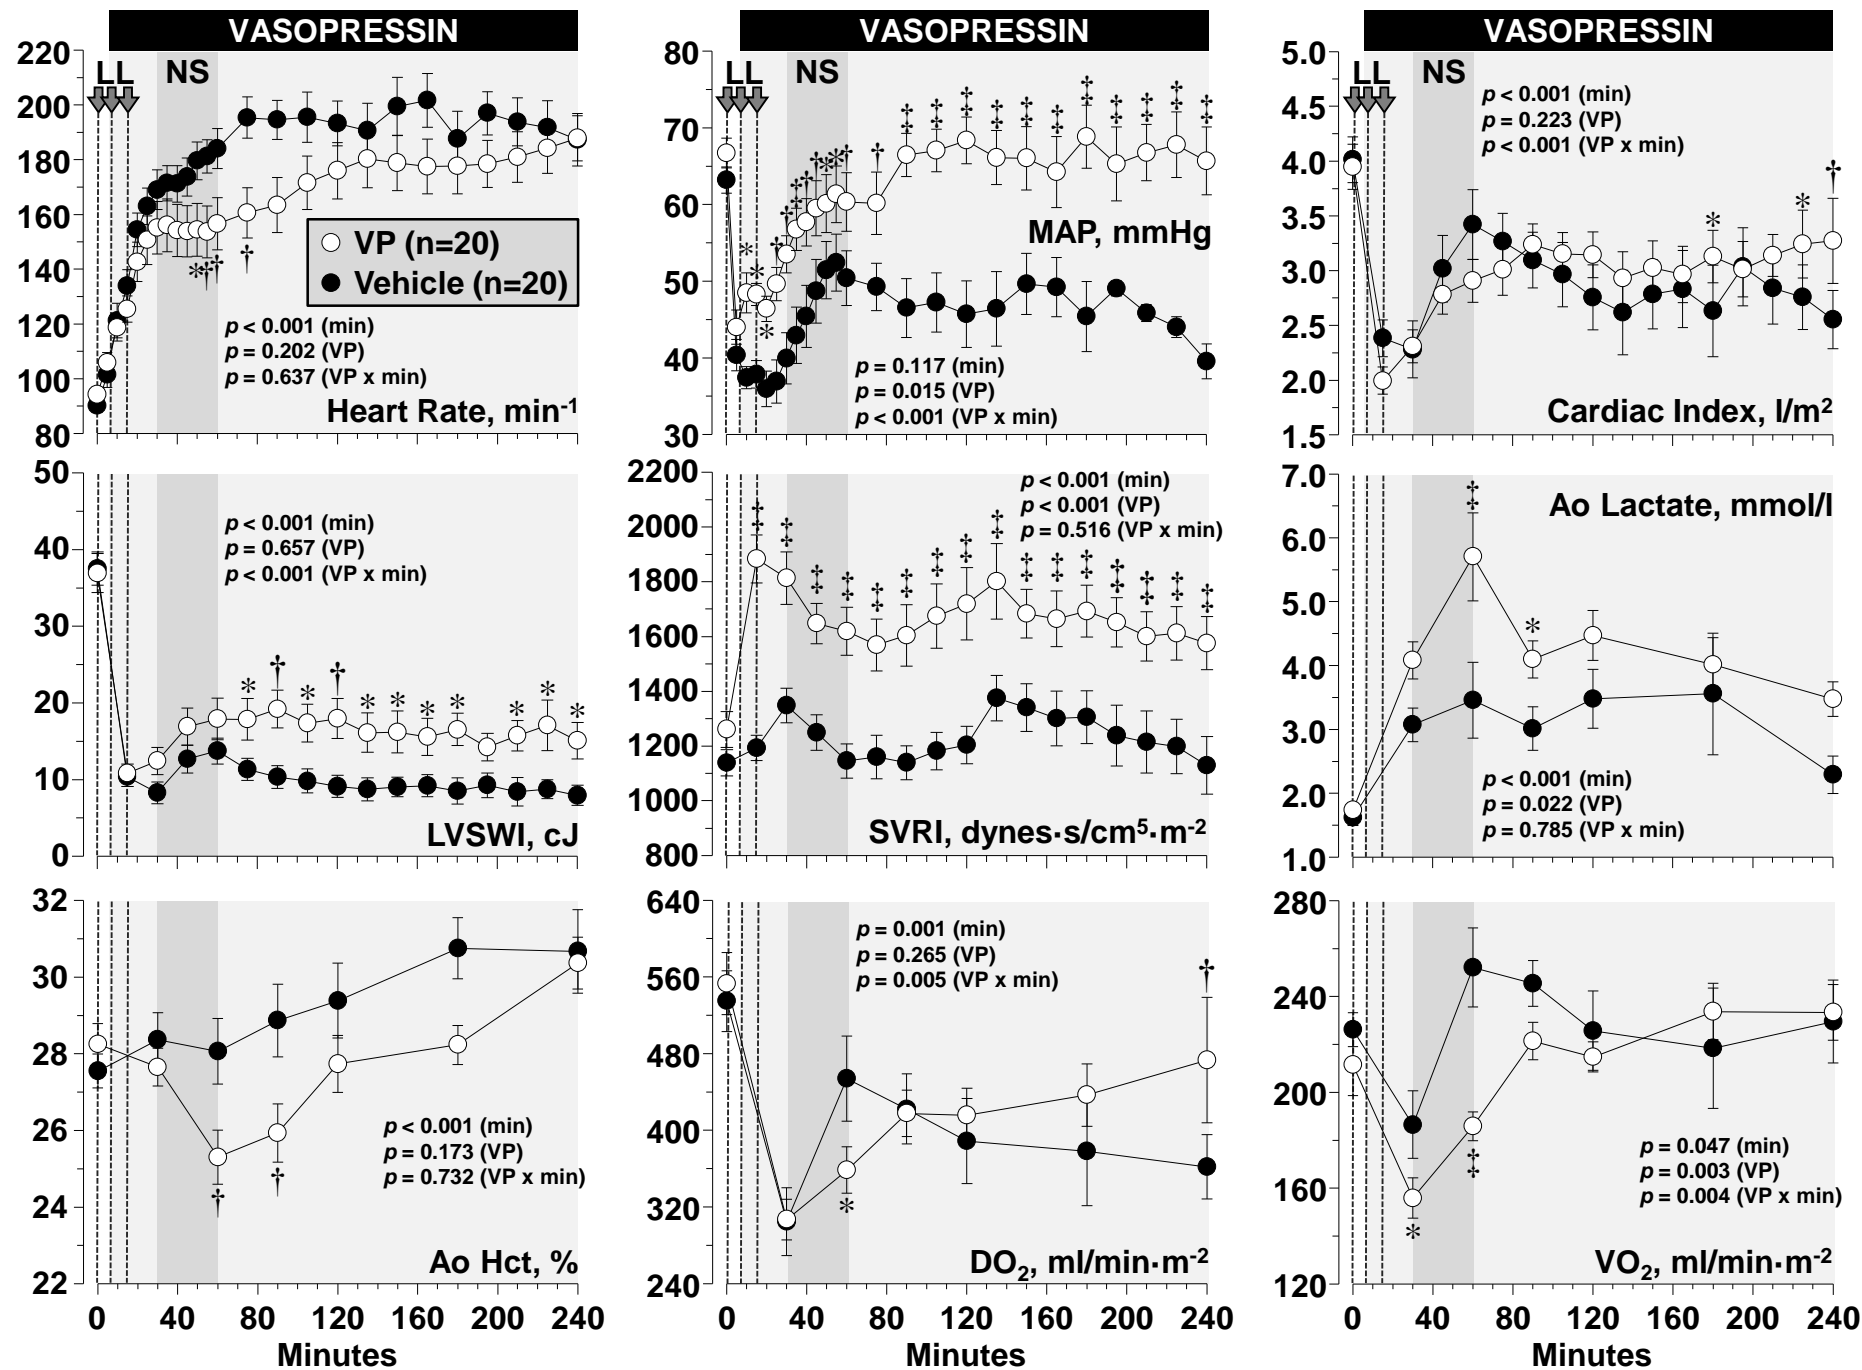 VASOPRESSIN
VASOPRESSIN
VASOPRESSIN
220
200
180
160
140
120
100
80
LL
NS
VP (n=20)
Vehicle (n=20)
*
†
†
†
p < 0.001 (min)
p = 0.202 (VP)
p = 0.637 (VP x min)
Heart Rate, min-1
80
70
60
50
40
30
LL
NS
* * * † † ‡ † ‡ * ‡ ‡ † ‡ ‡ ‡ ‡ ‡ ‡ ‡ ‡ ‡ ‡ ‡
MAP, mmHg
p = 0.117 (min)
p = 0.015 (VP)
p < 0.001 (VP x min)
5.0
4.5
4.0
3.5
3.0
2.5
2.0
1.5
LL
NS
p < 0.001 (min)
p = 0.223 (VP)
p < 0.001 (VP x min)
* * †
Cardiac Index, l/m2
50
40
30
20
10
0
p < 0.001 (min)
p = 0.657 (VP)
p < 0.001 (VP x min)
* † * † * * * * * * *
LVSWI, cJ
2200
2000
1800
1600
1400
1200
1000
800
p < 0.001 (min)
p < 0.001 (VP)
p = 0.516 (VP x min)
‡ ‡ ‡ ‡ ‡ ‡ ‡ ‡ ‡ ‡ ‡ ‡ ‡ ‡ ‡ ‡
SVRI, dynes·s/cm5·m-2
7.0
6.0
5.0
4.0
3.0
2.0
1.0
Ao Lactate, mmol/l
‡
*
p < 0.001 (min)
p = 0.022 (VP)
p = 0.785 (VP x min)
32
30
28
26
24
22
p < 0.001 (min)
p = 0.173 (VP)
p = 0.732 (VP x min)
† †
Ao Hct, %
0 40 80 120 160 200 240
Minutes
640
560
480
400
320
240
p = 0.001 (min)
p = 0.265 (VP)
p = 0.005 (VP x min)
†
*
DO2, ml/min·m-2
0 40 80 120 160 200 240
Minutes
280
240
200
160
120
‡
*
p = 0.047 (min)
p = 0.003 (VP)
p = 0.004 (VP x min)
VO2, ml/min·m-2
0 40 80 120 160 200 240
Minutes